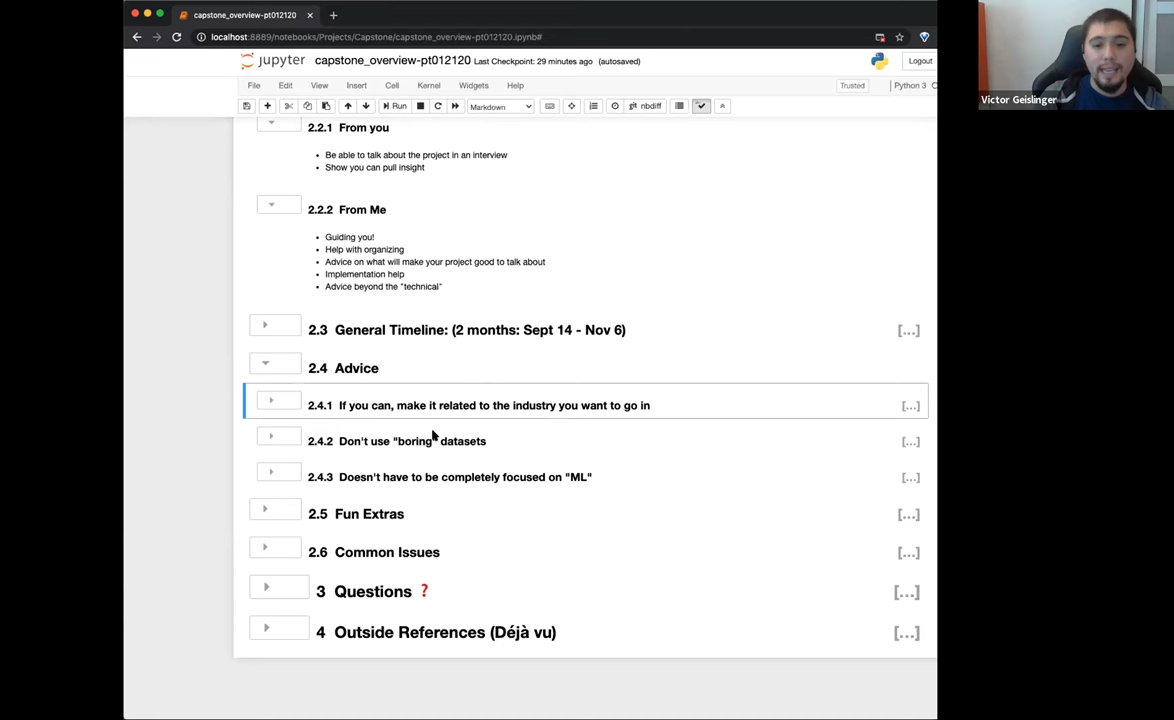 capstone_overview-pt012120
localhost:8889/notebooks/Projects/Capstone/capstone_overview-pt012120.ipynb#
jupyter capstone_overview-pt012120 Last Checkpoint: 29 minutes ago (autosaved) Logout
File Edit View Insert Cell Kernel Widgets Help Trusted Python 3
Run Markdown nbdiff
2.2.1 From you
Be able to talk about the project in an interview
Show you can pull insight
2.2.2 From Me
Guiding you!
Help with organizing
Advice on what will make your project good to talk about
Implementation help
Advice beyond the "technical"
2.3 General Timeline: (2 months: Sept 14 - Nov 6) [...]
2.4 Advice
2.4.1 If you can, make it related to the industry you want to go in [...]
2.4.2 Don't use "boring" datasets [...]
2.4.3 Doesn't have to be completely focused on "ML" [...]
2.5 Fun Extras [...]
2.6 Common Issues [...]
3 Questions ❓ [...]
4 Outside References (Déjà vu) [...]
Victor Geislinger